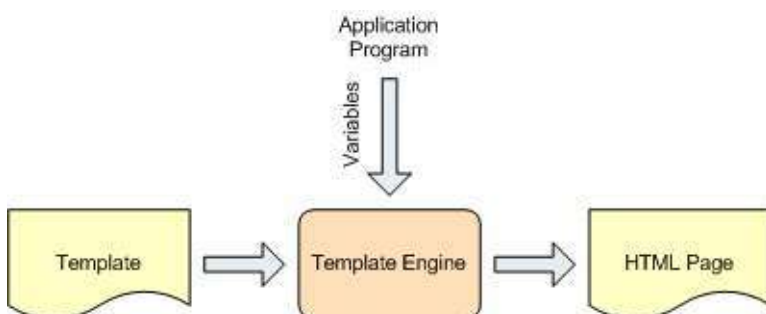 Application
Program
Variables
Template
Template Engine
HTML Page